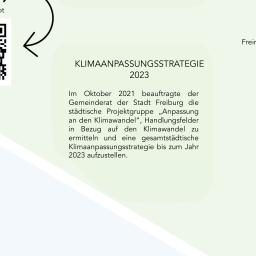 KLIMAANPASSUNGSSTRATEGIE
2023
Im Oktober 2021 beauftragte der
Gemeinderat der Stadt Freiburg die
städtische Projektgruppe „Anpassung
an den Klimawandel“, Handlungsfelder
in Bezug auf den Klimawandel zu
ermitteln und eine gesamtstädtische
Klimaanpassungsstrategie bis zum Jahr
2023 aufzustellen.